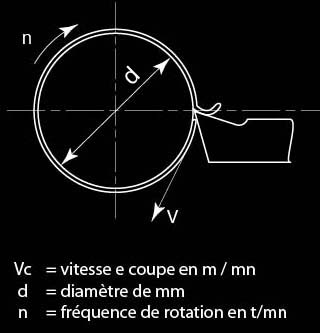 n
d
V
Vc = vitesse e coupe en m / mn
d = diamètre de mm
n = fréquence de rotation en t/mn